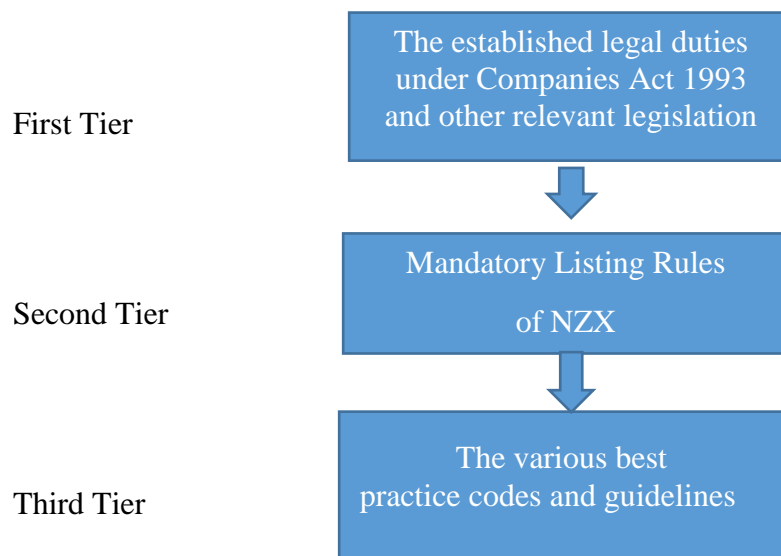 First Tier
The established legal duties
under Companies Act 1993
and other relevant legislation
Second Tier
Mandatory Listing Rules
of NZX
Third Tier
The various best
practice codes and guidelines